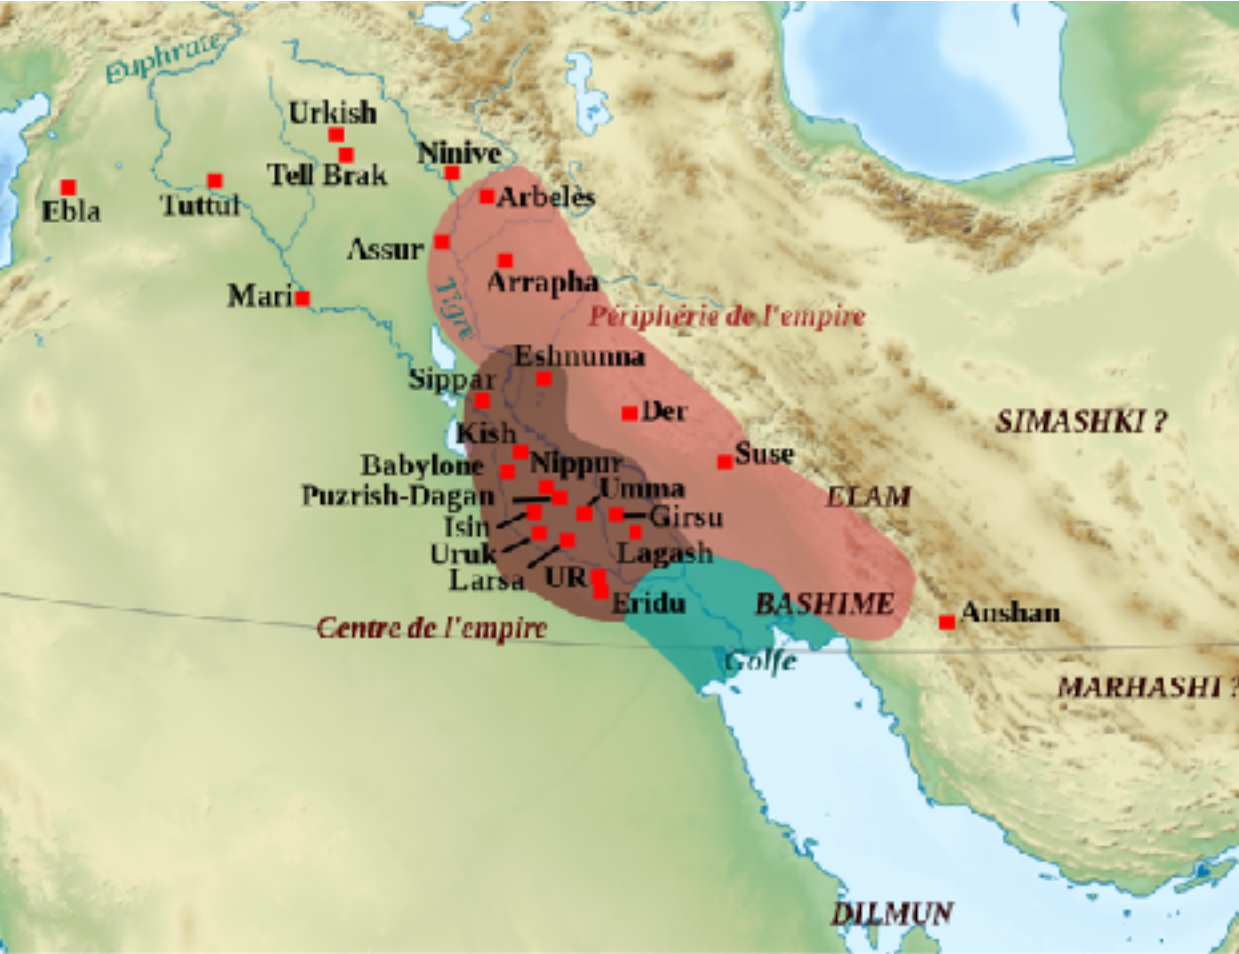 Euphrate
Urkish
Ninive
Tell Brak
Arbelès
Ebla
Tuttul
Assur
Arrapha
Mari
Tigre
Périphérie de l'empire
Eshnunna
Sippar
Der
SIMASHKI ?
Kish
Suse
Babylone
Nippur
Puzrish-Dagan
Umma
ELAM
Isin
Girsu
Uruk
Lagash
Larsa
UR
Eridu
BASHIME
Anshan
Centre de l'empire
Golfe
MARHASHI ?
DILMUN